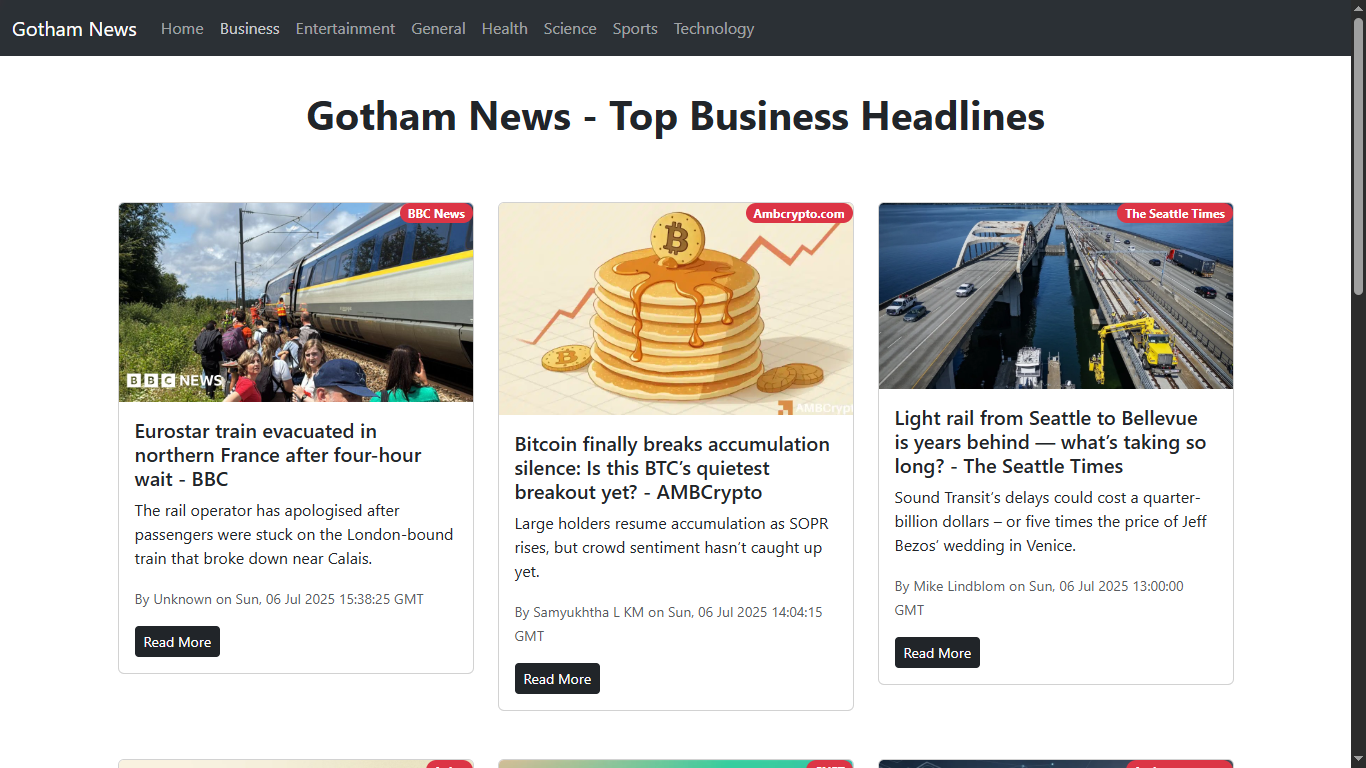 Gotham News Home Business Entertainment General Health Science Sports Technology
Gotham News - Top Business Headlines
BBC News
BBC NEWS
Eurostar train evacuated in
northern France after four-hour
wait - BBC
The rail operator has apologised after
passengers were stuck on the London-bound
train that broke down near Calais.
By Unknown on Sun, 06 Jul 2025 15:38:25 GMT
Read More
Ambcrypto.com
AMBCrypt
Bitcoin finally breaks accumulation
silence: Is this BTC’s quietest
breakout yet? - AMBCrypto
Large holders resume accumulation as SOPR
rises, but crowd sentiment hasn’t caught up
yet.
By Samyukhtha L KM on Sun, 06 Jul 2025 14:04:15
GMT
Read More
The Seattle Times
Light rail from Seattle to Bellevue
is years behind — what’s taking so
long? - The Seattle Times
Sound Transit’s delays could cost a quarter-
billion dollars – or five times the price of Jeff
Bezos’ wedding in Venice.
By Mike Lindblom on Sun, 06 Jul 2025 13:00:00
GMT
Read More